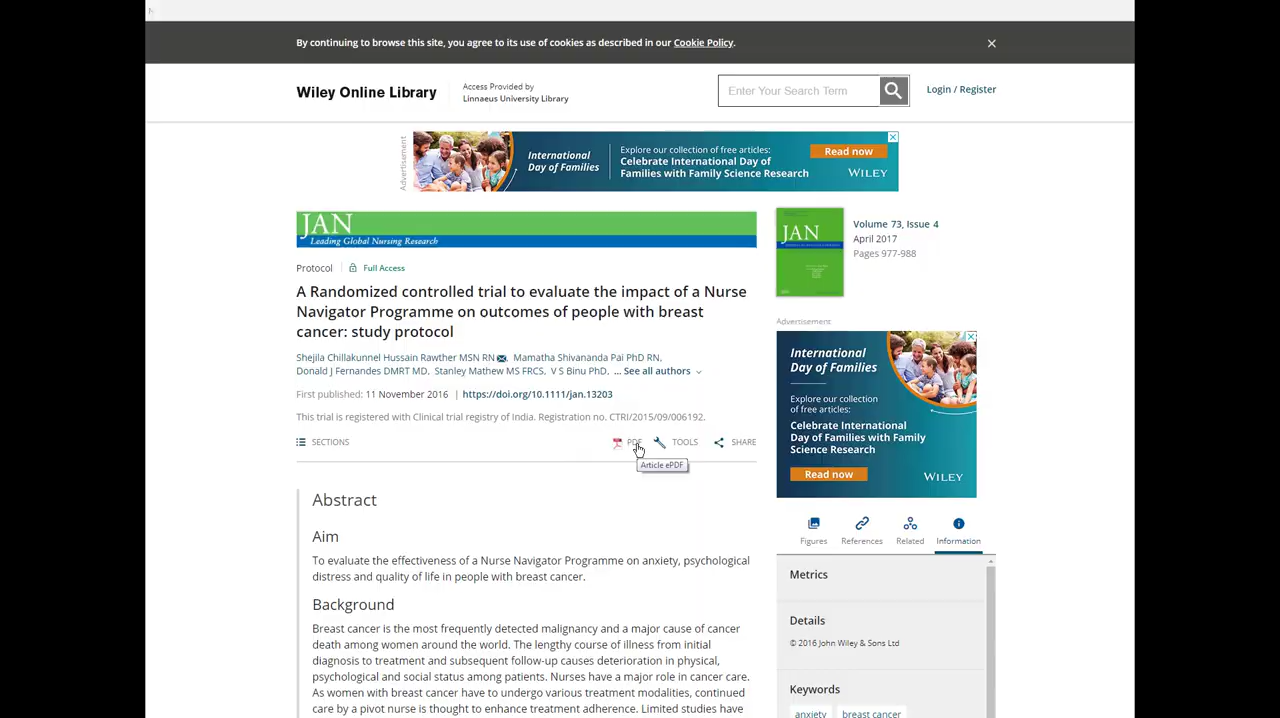 By continuing to browse this site, you agree to its use of cookies as described in our Cookie Policy.
Wiley Online Library
Access Provided by
Linnaeus University Library
Enter Your Search Term
Login / Register
Advertisement
International
Day of Families
Explore our collection of free articles:
Celebrate International Day of
Families with Family Science Research
Read now
WILEY
JAN
Leading Global Nursing Research
JAN
Volume 73, Issue 4
April 2017
Pages 977-988
Protocol
Full Access
A Randomized controlled trial to evaluate the impact of a Nurse
Navigator Programme on outcomes of people with breast
cancer: study protocol
Shejila Chillakunnel Hussain Rawther MSN RN, Mamatha Shivananda Pai PhD RN,
Donald J Fernandes DMRT MD, Stanley Mathew MS FRCS, V S Binu PhD, ... See all authors
First published: 11 November 2016 | https://doi.org/10.1111/jan.13203
This trial is registered with Clinical trial registry of India. Registration no. CTRI/2015/09/006192.
SECTIONS
PDF
TOOLS
SHARE
Article ePDF
Abstract
Aim
To evaluate the effectiveness of a Nurse Navigator Programme on anxiety, psychological
distress and quality of life in people with breast cancer.
Background
Breast cancer is the most frequently detected malignancy and a major cause of cancer
death among women around the world. The lengthy course of illness from initial
diagnosis to treatment and subsequent follow-up causes deterioration in physical,
psychological and social status among patients. Nurses have a major role in cancer care.
As women with breast cancer have to undergo various treatment modalities, continued
care by a pivot nurse is thought to enhance treatment adherence. Limited studies have
Advertisement
International
Day of Families
Explore our collection
of free articles:
Celebrate International
Day of Families with Family
Science Research
Read now
WILEY
Figures
References
Related
Information
Metrics
Details
© 2016 John Wiley & Sons Ltd
Keywords
anxiety
breast cancer